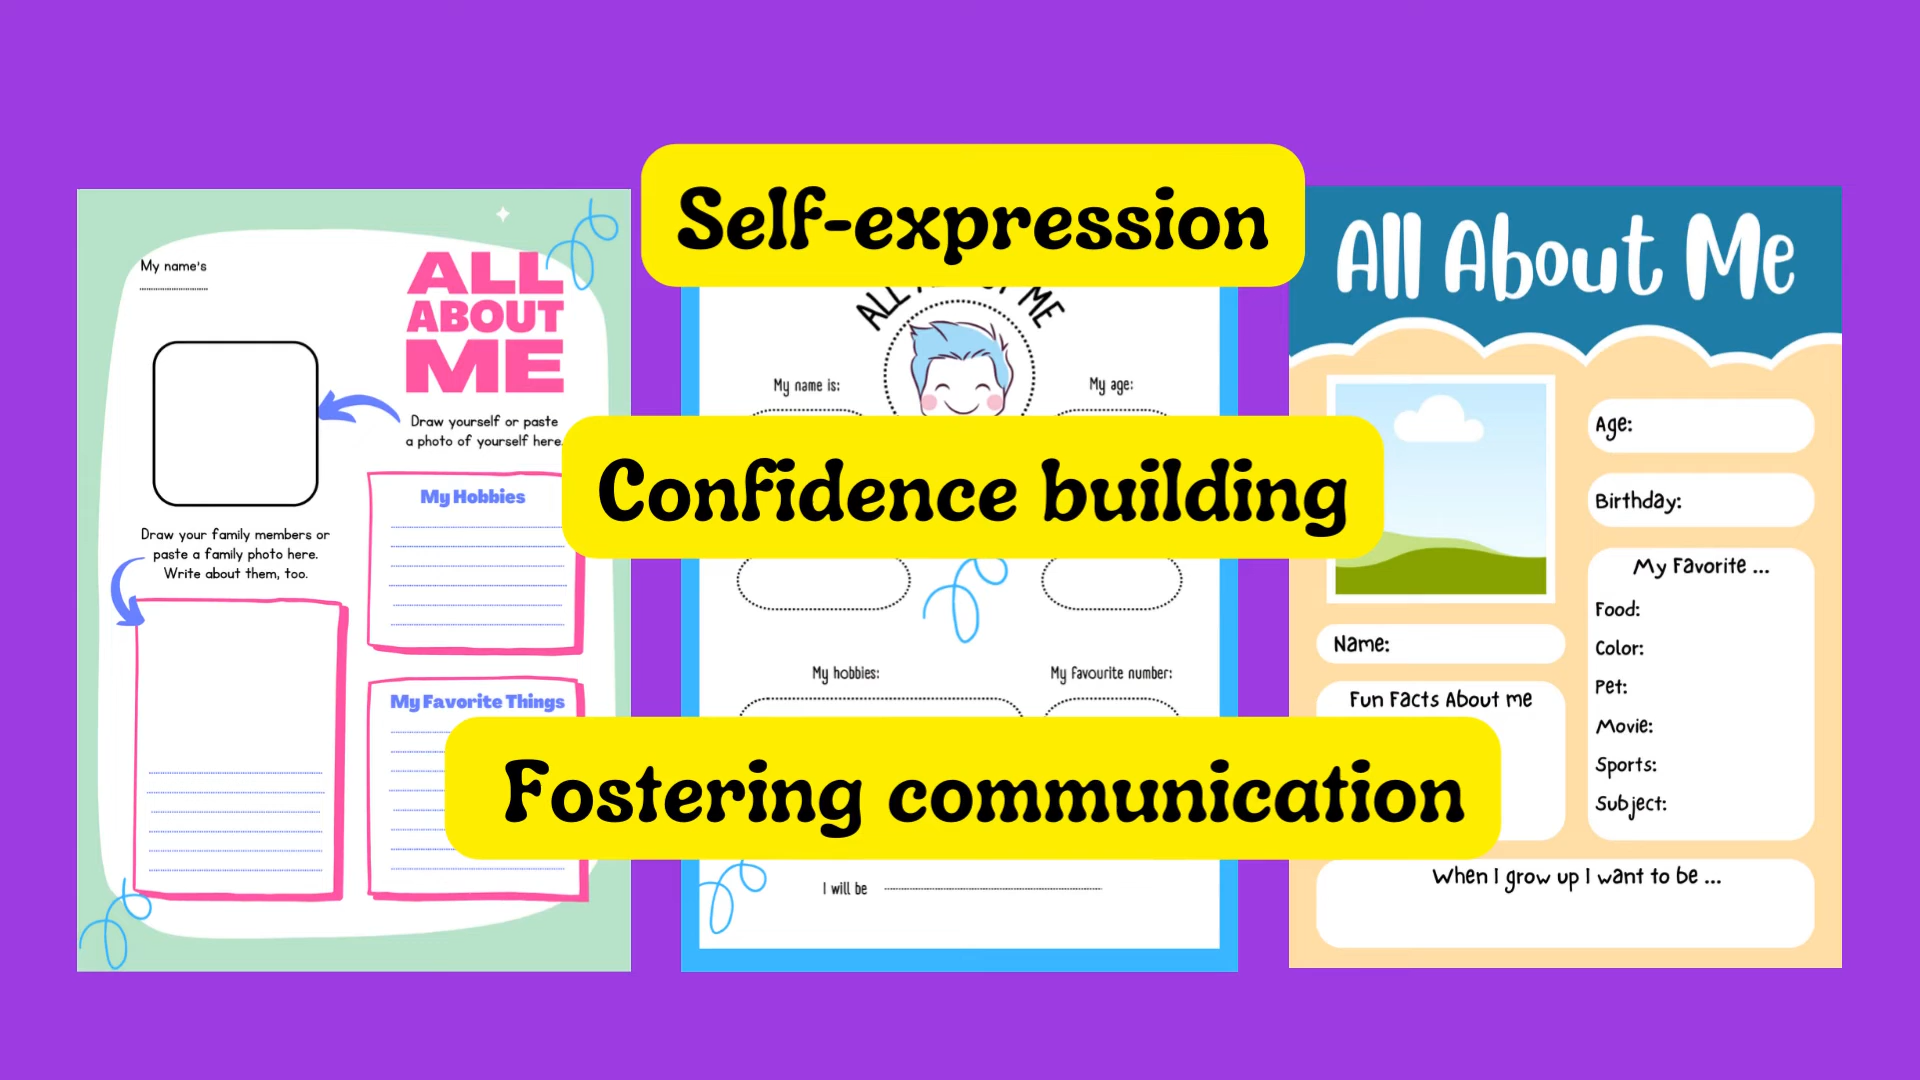 Self-expression
Confidence building
Fostering communication
My name's
ALL
ABOUT
ME
Draw yourself or paste
a photo of yourself here.
My Hobbies
Draw your family members or
paste a family photo here.
Write about them, too.
My Favorite Things
ALL
ME
My name is:
My age:
My hobbies:
My favourite number:
I will be
All About Me
Age:
Birthday:
My Favorite ...
Food:
Color:
Pet:
Movie:
Sports:
Subject:
Name:
Fun Facts About me
When I grow up I want to be ...